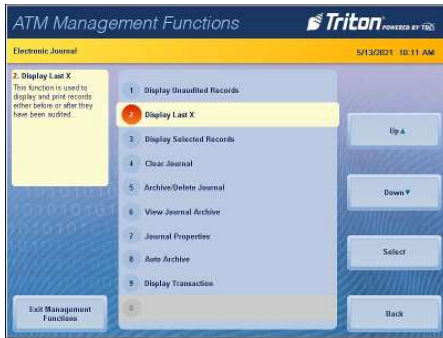 ATM Management Functions
Triton POWERED BY TDS
Electronic Journal
5/13/2021 10:11 AM
2. Display Last X
This function is used to
display and print records
either before or after they
have been audited.
1 Display Unaudited Records
2 Display Last X
3 Display Selected Records
4 Clear Journal
5 Archive/Delete Journal
6 View Journal Archive
7 Journal Properties
8 Auto Archive
9 Display Transaction
Up▲
Down▼
Select
Exit Management
Functions
Back